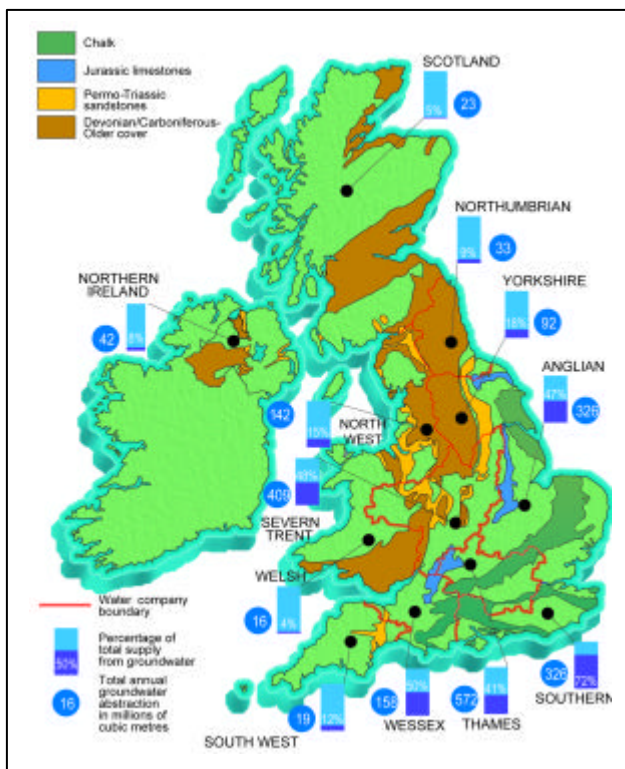 Chalk
Jurassic limestones
Permo-Triassic
sandstones
Devonian/Carboniferous-
Older cover
SCOTLAND
5%
23
NORTHUMBRIAN
9%
33
NORTHERN
IRELAND
8%
42
YORKSHIRE
18%
92
ANGLIAN
47%
326
142
15%
NORTH
WEST
48%
409
SEVERN
TRENT
WELSH
4%
16
Water company
boundary
50%
Percentage of
total supply
from groundwater
16
Total annual
groundwater
abstraction
in millions of
cubic metres
19
12%
SOUTH WEST
158
50%
WESSEX
572
41%
THAMES
326
72%
SOUTHERN